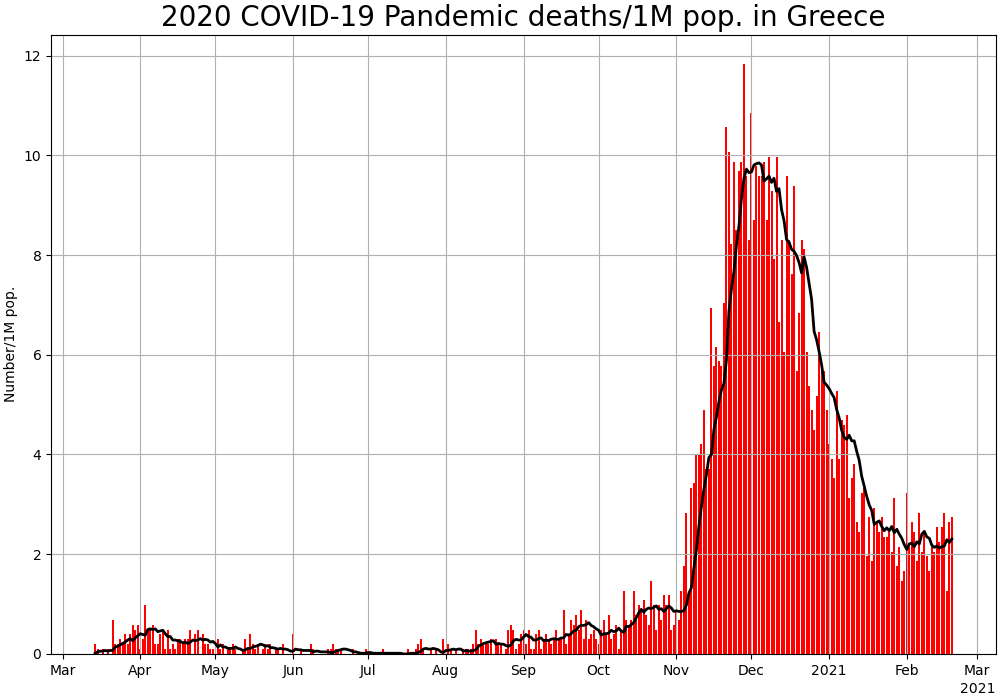 2020 COVID-19 Pandemic deaths/1M pop. in Greece
Number/1M pop.
12
10
8
6
4
2
0
Mar Apr May Jun Jul Aug Sep Oct Nov Dec 2021 Feb Mar
2021